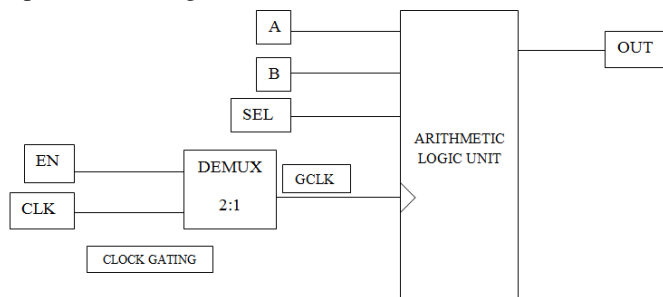 A
B
SEL
EN
CLK
DEMUX
2:1
GCLK
CLOCK GATING
ARITHMETIC
LOGIC UNIT
OUT